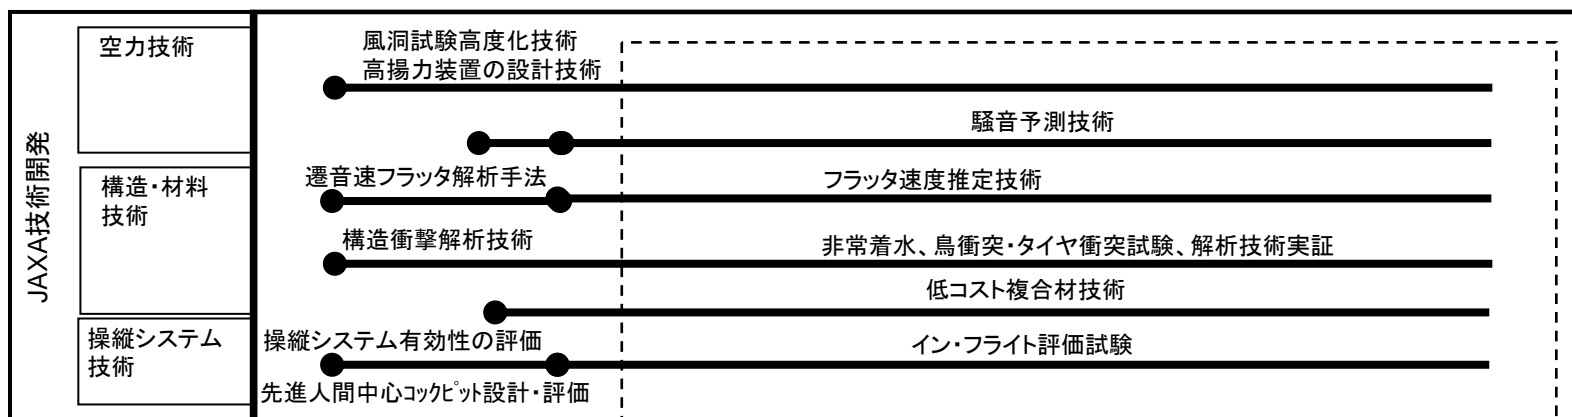 JAXA技術開発
空力技術
風洞試験高度化技術
高揚力装置の設計技術
騒音予測技術
構造・材料
技術
遷音速フラッタ解析手法
フラッタ速度推定技術
構造衝撃解析技術
非常着水、鳥衝突・タイヤ衝突試験、解析技術実証
低コスト複合材技術
操縦システム
技術
操縦システム有効性の評価
イン・フライト評価試験
先進人間中心ｺｯｸﾋﾟｯﾄ設計・評価